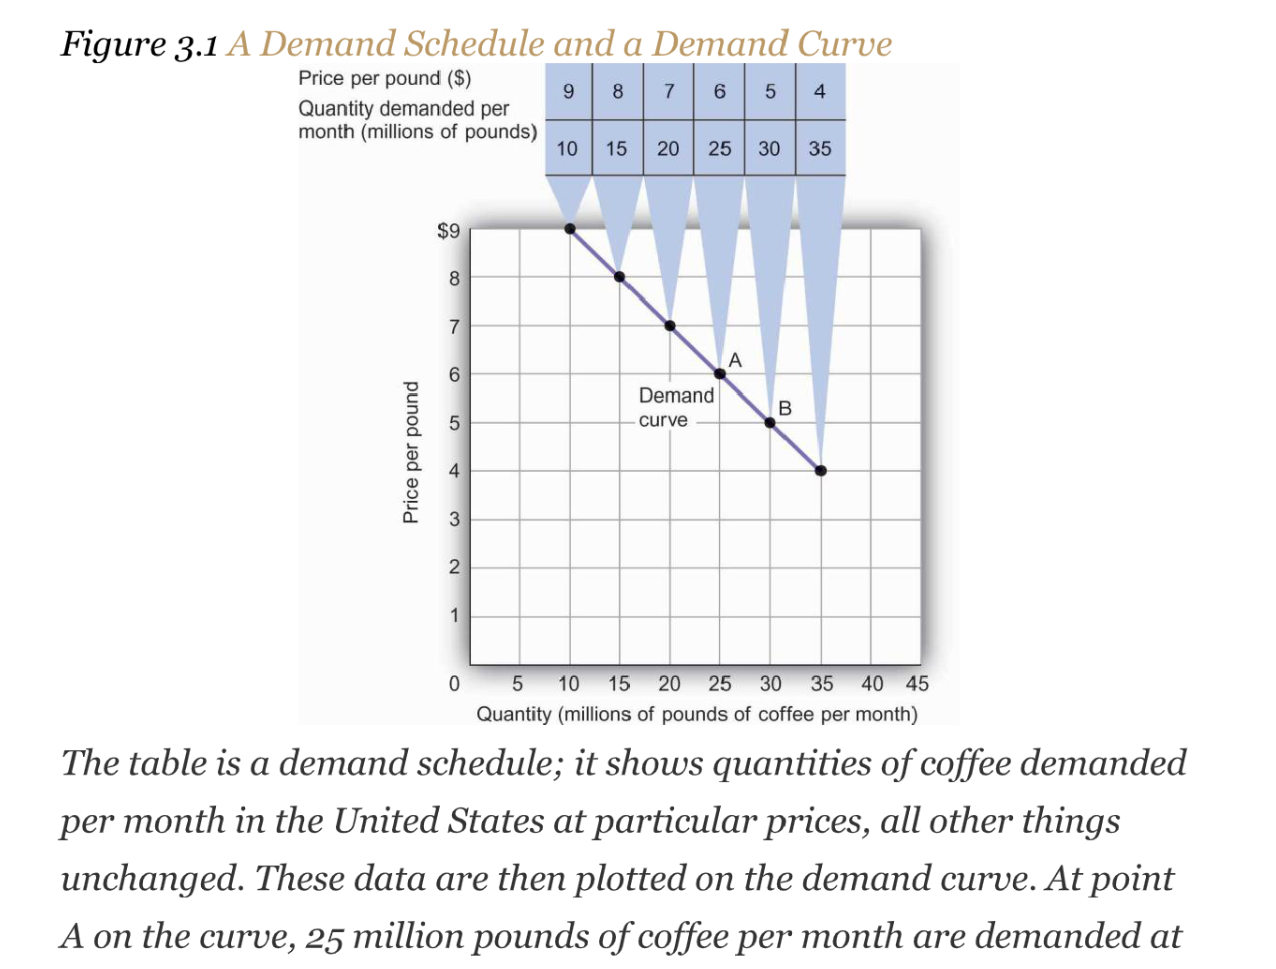 Figure 3.1 A Demand Schedule and a Demand Curve
Price per pound ($)
9 8 7 6 5 4
Quantity demanded per
month (millions of pounds)
10 15 20 25 30 35
$9
8
7
6
5
4
3
2
1
0
A
B
Demand
curve
Price per pound
5 10 15 20 25 30 35 40 45
Quantity (millions of pounds of coffee per month)
The table is a demand schedule; it shows quantities of coffee demanded
per month in the United States at particular prices, all other things
unchanged. These data are then plotted on the demand curve. At point
A on the curve, 25 million pounds of coffee per month are demanded at